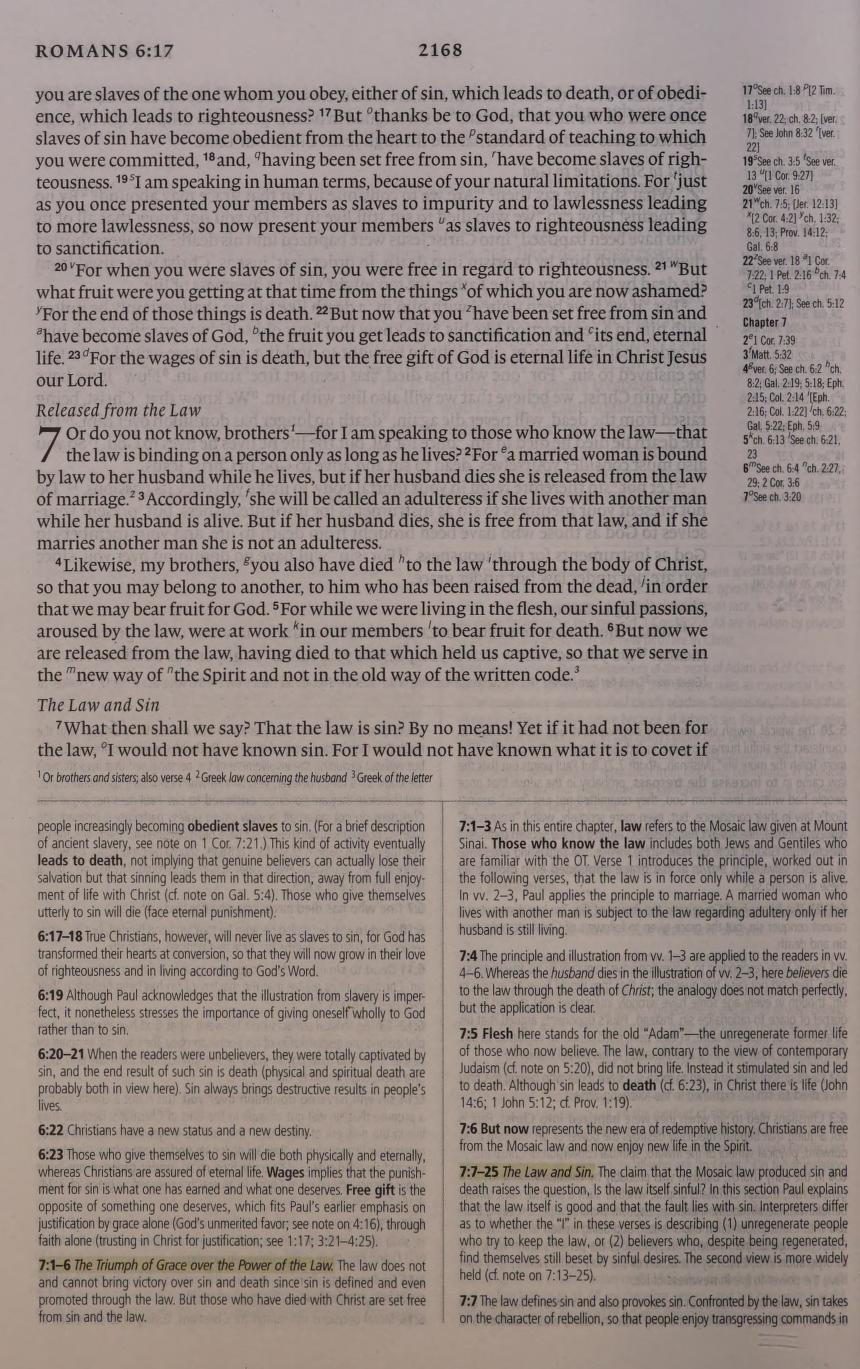 ROMANS 6:17
2168
you are slaves of the one whom you obey, either of sin, which leads to death, or of obedi-
ence, which leads to righteousness? 17 But othanks be to God, that you who were once
slaves of sin have become obedient from the heart to the pstandard of teaching to which
you were committed, 18 and, qhaving been set free from sin, rhave become slaves of righ-
teousness. 19 sI am speaking in human terms, because of your natural limitations. For tjust
as you once presented your members as slaves to impurity and to lawlessness leading
to more lawlessness, so now present your members uas slaves to righteousness leading
to sanctification.
20 vFor when you were slaves of sin, you were free in regard to righteousness. 21 wBut
what fruit were you getting at that time from the things xof which you are now ashamed?
yFor the end of those things is death. 22 But now that you zhave been set free from sin and
ahave become slaves of God, bthe fruit you get leads to sanctification and cits end, eternal
life. 23 dFor the wages of sin is death, but the free gift of God is eternal life in Christ Jesus
our Lord.
Released from the Law
7 Or do you not know, brothers1—for I am speaking to those who know the law—that
the law is binding on a person only as long as he lives? 2 For ea married woman is bound
by law to her husband while he lives, but if her husband dies she is released from the law
of marriage.2 3 Accordingly, fshe will be called an adulteress if she lives with another man
while her husband is alive. But if her husband dies, she is free from that law, and if she
marries another man she is not an adulteress.
4 Likewise, my brothers, gyou also have died hto the law ithrough the body of Christ,
so that you may belong to another, to him who has been raised from the dead, jin order
that we may bear fruit for God. 5 For while we were living in the flesh, our sinful passions,
aroused by the law, were at work kin our members lto bear fruit for death. 6 But now we
are released from the law, having died to that which held us captive, so that we serve in
the mnew way of nthe Spirit and not in the old way of the written code.3
The Law and Sin
7 What then shall we say? That the law is sin? By no means! Yet if it had not been for
the law, oI would not have known sin. For I would not have known what it is to covet if
1 Or brothers and sisters; also verse 4 2 Greek law concerning the husband 3 Greek of the letter
17 oSee ch. 1:8 p[2 Tim.
1:13]
18 qver. 22; ch. 8:2; [ver.
7]; See John 8:32 r[ver.
22]
19 sSee ch. 3:5 tSee ver.
13 u[1 Cor. 9:27]
20 vSee ver. 16
21 wch. 7:5; [Jer. 12:13]
x[2 Cor. 4:2] ych. 1:32;
8:6, 13; Prov. 14:12;
Gal. 6:8
22 zSee ver. 18 a1 Cor.
7:22; 1 Pet. 2:16 bch. 7:4
c1 Pet. 1:9
23 d[ch. 2:7]; See ch. 5:12
Chapter 7
2 e1 Cor. 7:39
3 fMatt. 5:32
4 gver. 6; See ch. 6:2 hch.
8:2; Gal. 2:19; 5:18; Eph.
2:15; Col. 2:14 i[Eph.
2:16; Col. 1:22] jch. 6:22;
Gal. 5:22; Eph. 5:9
5 kch. 6:13 lSee ch. 6:21,
23
6 mSee ch. 6:4 nch. 2:27,
29; 2 Cor. 3:6
7 oSee ch. 3:20
people increasingly becoming obedient slaves to sin. (For a brief description
of ancient slavery, see note on 1 Cor. 7:21.) This kind of activity eventually
leads to death, not implying that genuine believers can actually lose their
salvation but that sinning leads them in that direction, away from full enjoy-
ment of life with Christ (cf. note on Gal. 5:4). Those who give themselves
utterly to sin will die (face eternal punishment).
6:17–18 True Christians, however, will never live as slaves to sin, for God has
transformed their hearts at conversion, so that they will now grow in their love
of righteousness and in living according to God's Word.
6:19 Although Paul acknowledges that the illustration from slavery is imper-
fect, it nonetheless stresses the importance of giving oneself wholly to God
rather than to sin.
6:20–21 When the readers were unbelievers, they were totally captivated by
sin, and the end result of such sin is death (physical and spiritual death are
probably both in view here). Sin always brings destructive results in people's
lives.
6:22 Christians have a new status and a new destiny.
6:23 Those who give themselves to sin will die both physically and eternally,
whereas Christians are assured of eternal life. Wages implies that the punish-
ment for sin is what one has earned and what one deserves. Free gift is the
opposite of something one deserves, which fits Paul's earlier emphasis on
justification by grace alone (God's unmerited favor; see note on 4:16), through
faith alone (trusting in Christ for justification; see 1:17; 3:21–4:25).
7:1–6 The Triumph of Grace over the Power of the Law. The law does not
and cannot bring victory over sin and death since sin is defined and even
promoted through the law. But those who have died with Christ are set free
from sin and the law.
7:1–3 As in this entire chapter, law refers to the Mosaic law given at Mount
Sinai. Those who know the law includes both Jews and Gentiles who
are familiar with the OT. Verse 1 introduces the principle, worked out in
the following verses, that the law is in force only while a person is alive.
In vv. 2–3, Paul applies the principle to marriage. A married woman who
lives with another man is subject to the law regarding adultery only if her
husband is still living.
7:4 The principle and illustration from vv. 1–3 are applied to the readers in vv.
4–6. Whereas the husband dies in the illustration of vv. 2–3, here believers die
to the law through the death of Christ; the analogy does not match perfectly,
but the application is clear.
7:5 Flesh here stands for the old "Adam"—the unregenerate former life
of those who now believe. The law, contrary to the view of contemporary
Judaism (cf. note on 5:20), did not bring life. Instead it stimulated sin and led
to death. Although sin leads to death (cf. 6:23), in Christ there is life (John
14:6; 1 John 5:12; cf. Prov. 1:19).
7:6 But now represents the new era of redemptive history. Christians are free
from the Mosaic law and now enjoy new life in the Spirit.
7:7–25 The Law and Sin. The claim that the Mosaic law produced sin and
death raises the question, Is the law itself sinful? In this section Paul explains
that the law itself is good and that the fault lies with sin. Interpreters differ
as to whether the "I" in these verses is describing (1) unregenerate people
who try to keep the law, or (2) believers who, despite being regenerated,
find themselves still beset by sinful desires. The second view is more widely
held (cf. note on 7:13–25).
7:7 The law defines sin and also provokes sin. Confronted by the law, sin takes
on the character of rebellion, so that people enjoy transgressing commands in